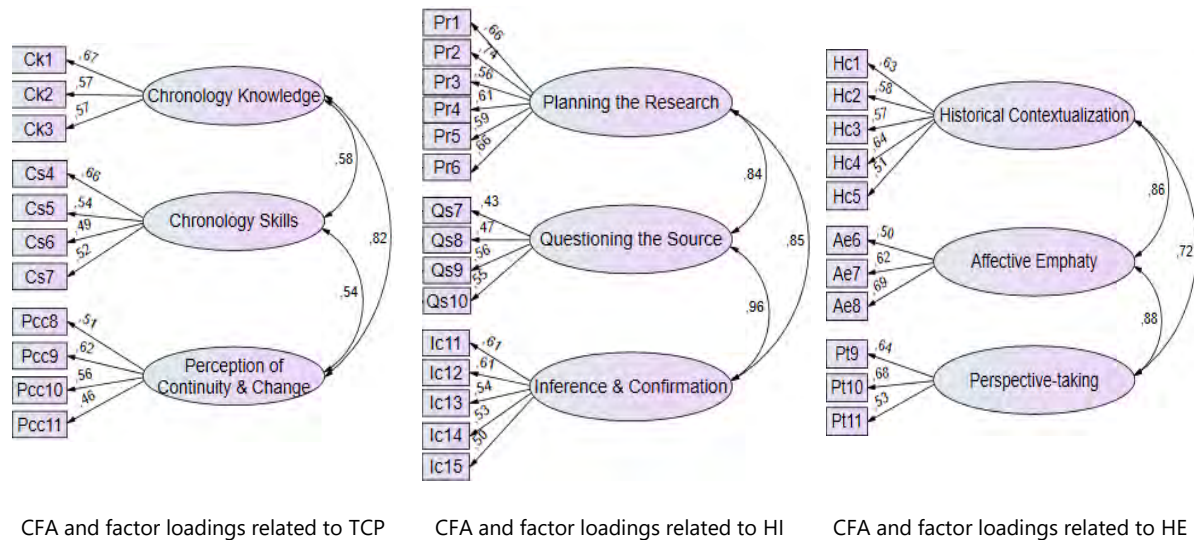 Ck1
Ck2
Ck3
,67
,57
,57
Chronology Knowledge
Cs4
Cs5
Cs6
Cs7
,66
,54
,49
,52
Chronology Skills
Pcc8
Pcc9
Pcc10
Pcc11
,51
,62
,56
,46
Perception of
Continuity & Change
,58
,54
,82
CFA and factor loadings related to TCP
Pr1
Pr2
Pr3
Pr4
Pr5
Pr6
,66
,74
,56
,61
,59
,66
Planning the Research
Qs7
Qs8
Qs9
Qs10
,43
,47
,56
,55
Questioning the Source
Ic11
Ic12
Ic13
Ic14
Ic15
,61
,61
,54
,53
,50
Inference & Confirmation
,84
,96
,85
CFA and factor loadings related to HI
Hc1
Hc2
Hc3
Hc4
Hc5
,63
,58
,57
,64
,51
Historical Contextualization
Ae6
Ae7
Ae8
,50
,62
,69
Affective Emphaty
Pt9
Pt10
Pt11
,64
,68
,53
Perspective-taking
,86
,88
,72
CFA and factor loadings related to HE